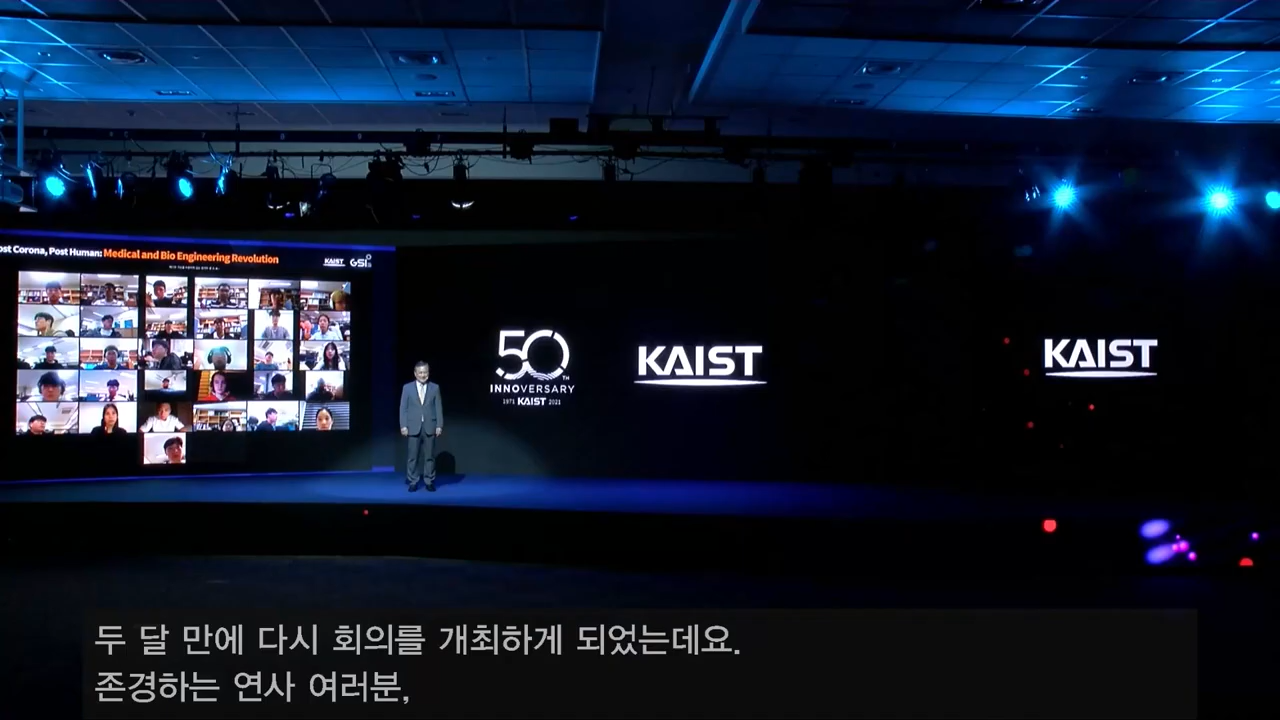 ost Corona, Post Human: Medical and Bio Engineering Revolution
KAIST GSI
50
TH
INNOVERSARY
1971 KAIST 2021
KAIST
KAIST
두 달 만에 다시 회의를 개최하게 되었는데요.
존경하는 연사 여러분,